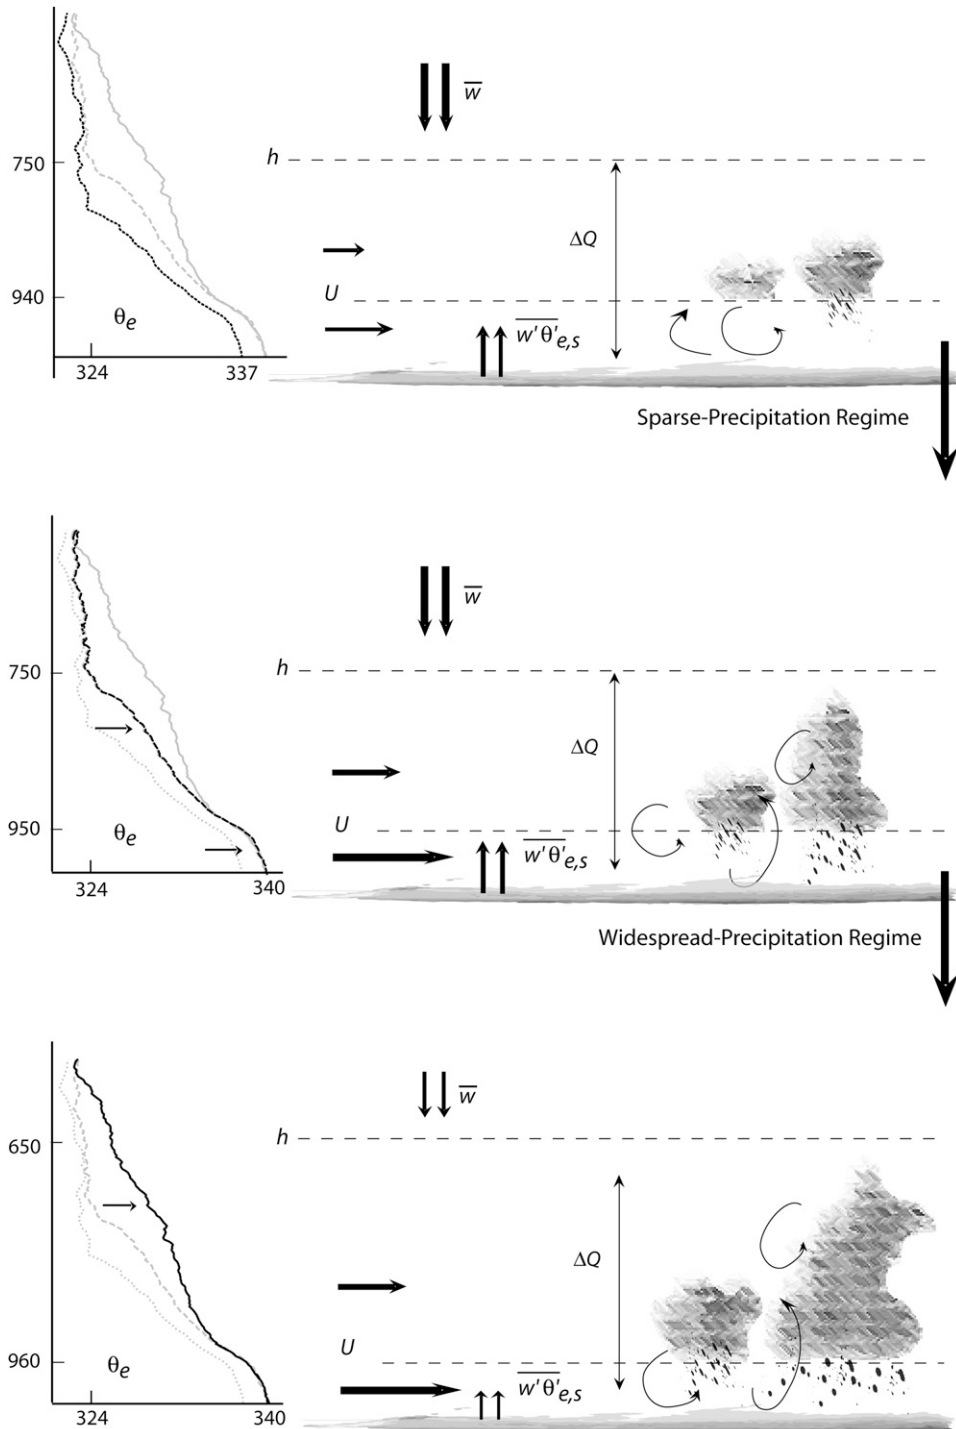 w̅
750
h
ΔQ
940
U
θe
w'θ'e,s
324
337
Sparse-Precipitation Regime
w̅
750
h
ΔQ
950
U
θe
w'θ'e,s
324
340
Widespread-Precipitation Regime
w̅
650
h
ΔQ
960
U
θe
w'θ'e,s
324
340